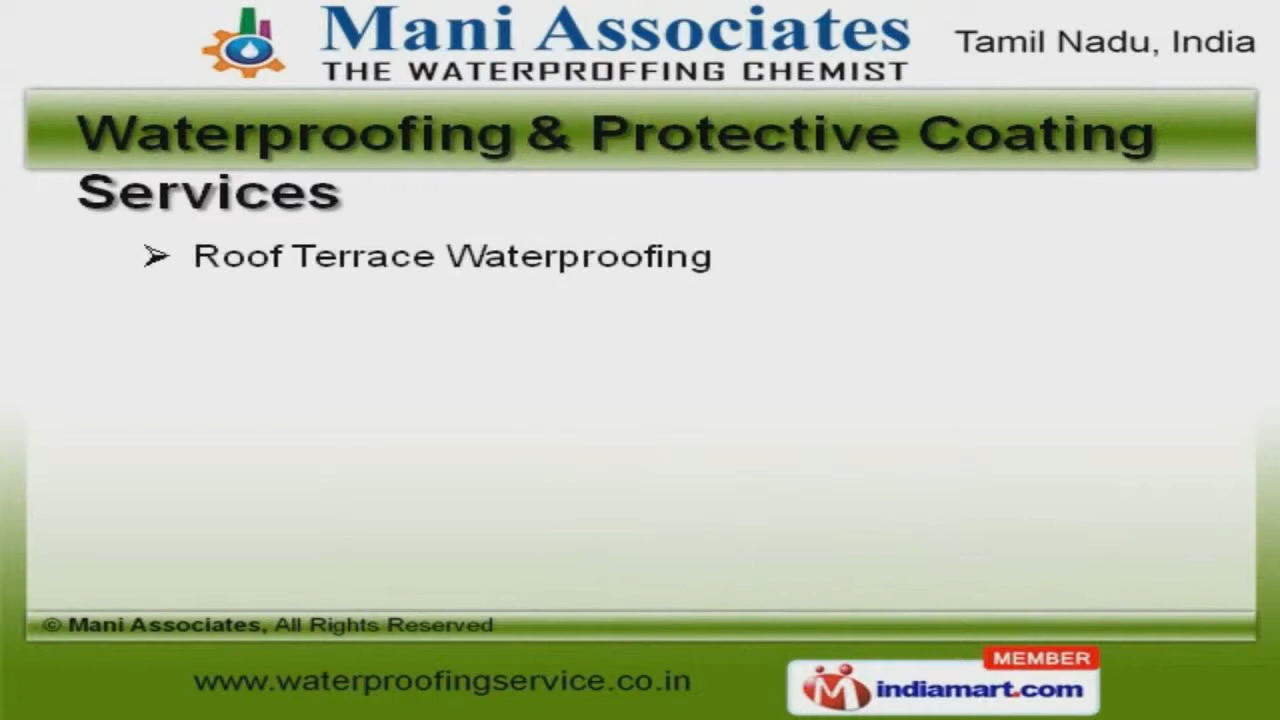 Mani Associates
THE WATERPROFFING CHEMIST
Tamil Nadu, India
Waterproofing & Protective Coating
Services
➢ Roof Terrace Waterproofing
© Mani Associates, All Rights Reserved
www.waterproofingservice.co.in
MEMBER
indiamart.com